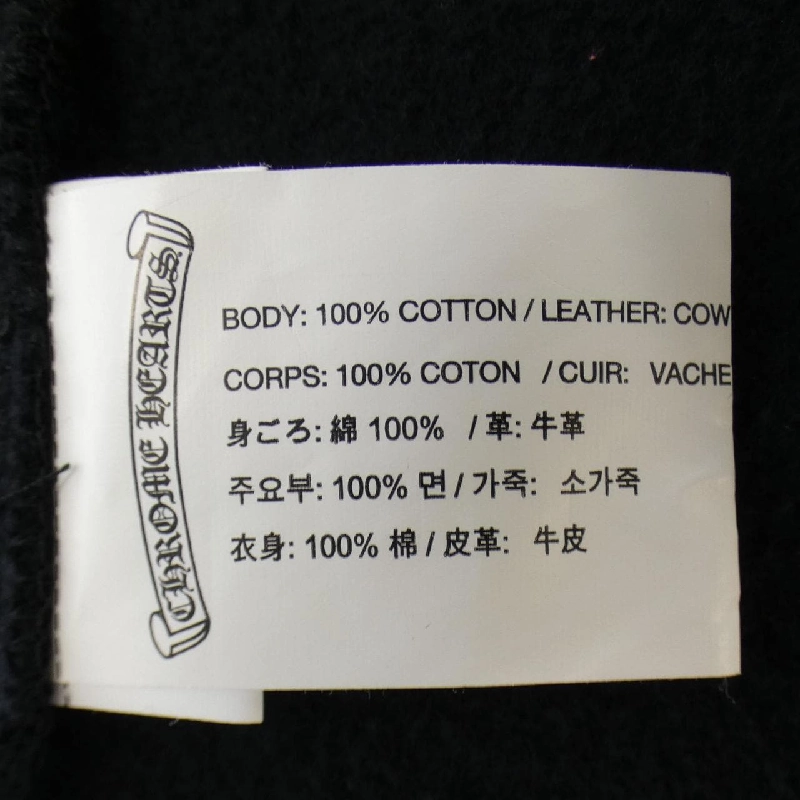 CHROME HEARTS
BODY: 100% COTTON / LEATHER: COW
CORPS: 100% COTON / CUIR: VACHE
身ごろ: 綿 100% / 革: 牛革
주요부: 100% 면 / 가죽: 소가죽
衣身: 100% 棉 / 皮革: 牛皮